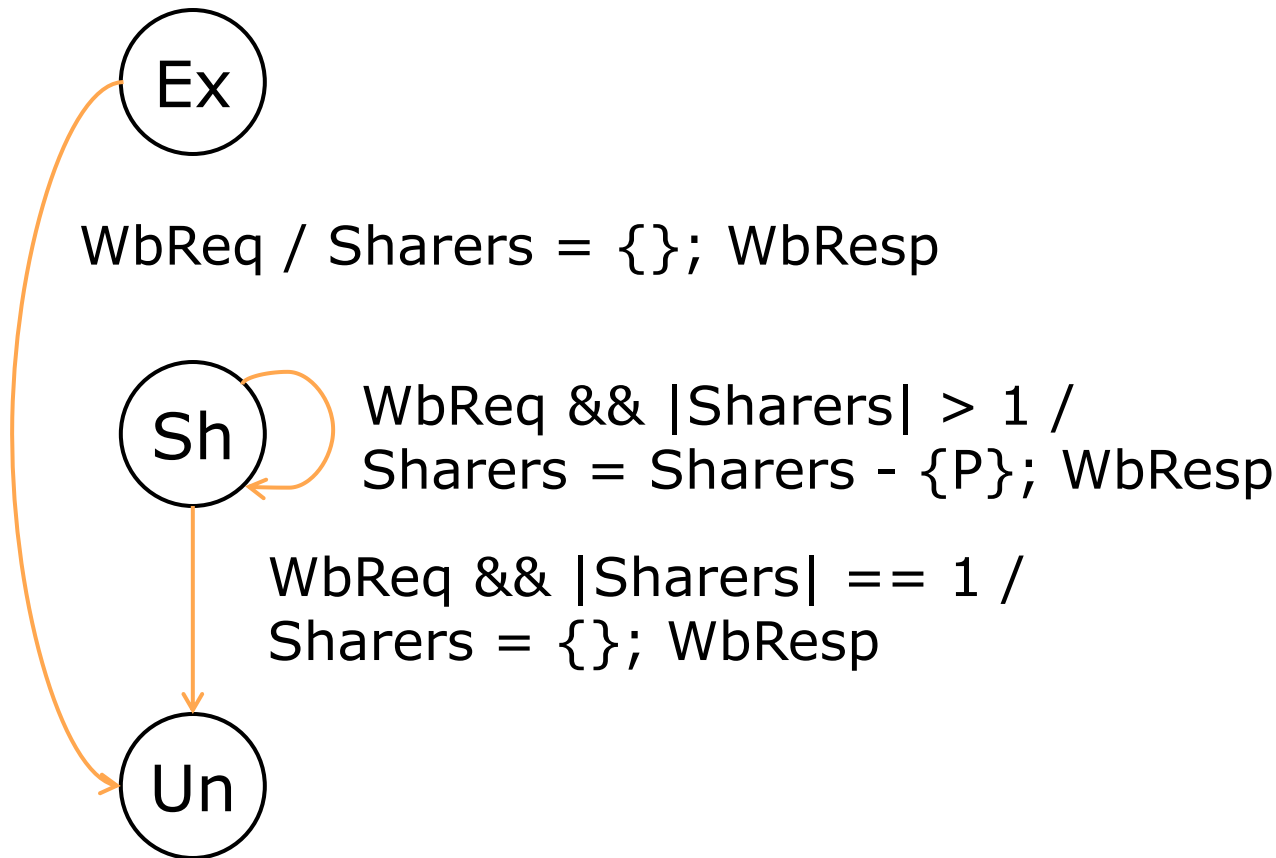 Ex
WbReq / Sharers = {}; WbResp
Sh
WbReq && |Sharers| > 1 /
Sharers = Sharers - {P}; WbResp
WbReq && |Sharers| == 1 /
Sharers = {}; WbResp
Un